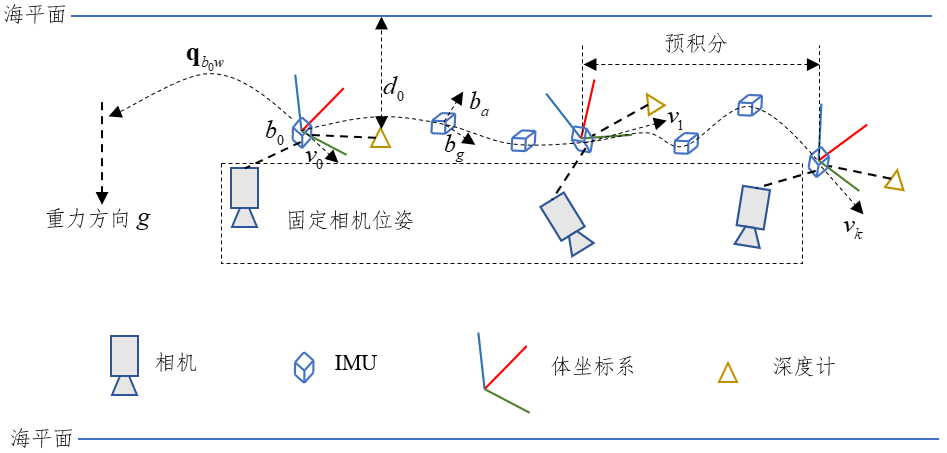 海平面
预积分
q_{b_0 w}
d_0
b_a
b_0
v_0
b_g
v_1
重力方向 g
固定相机位姿
v_k
相机
IMU
体坐标系
深度计
海平面